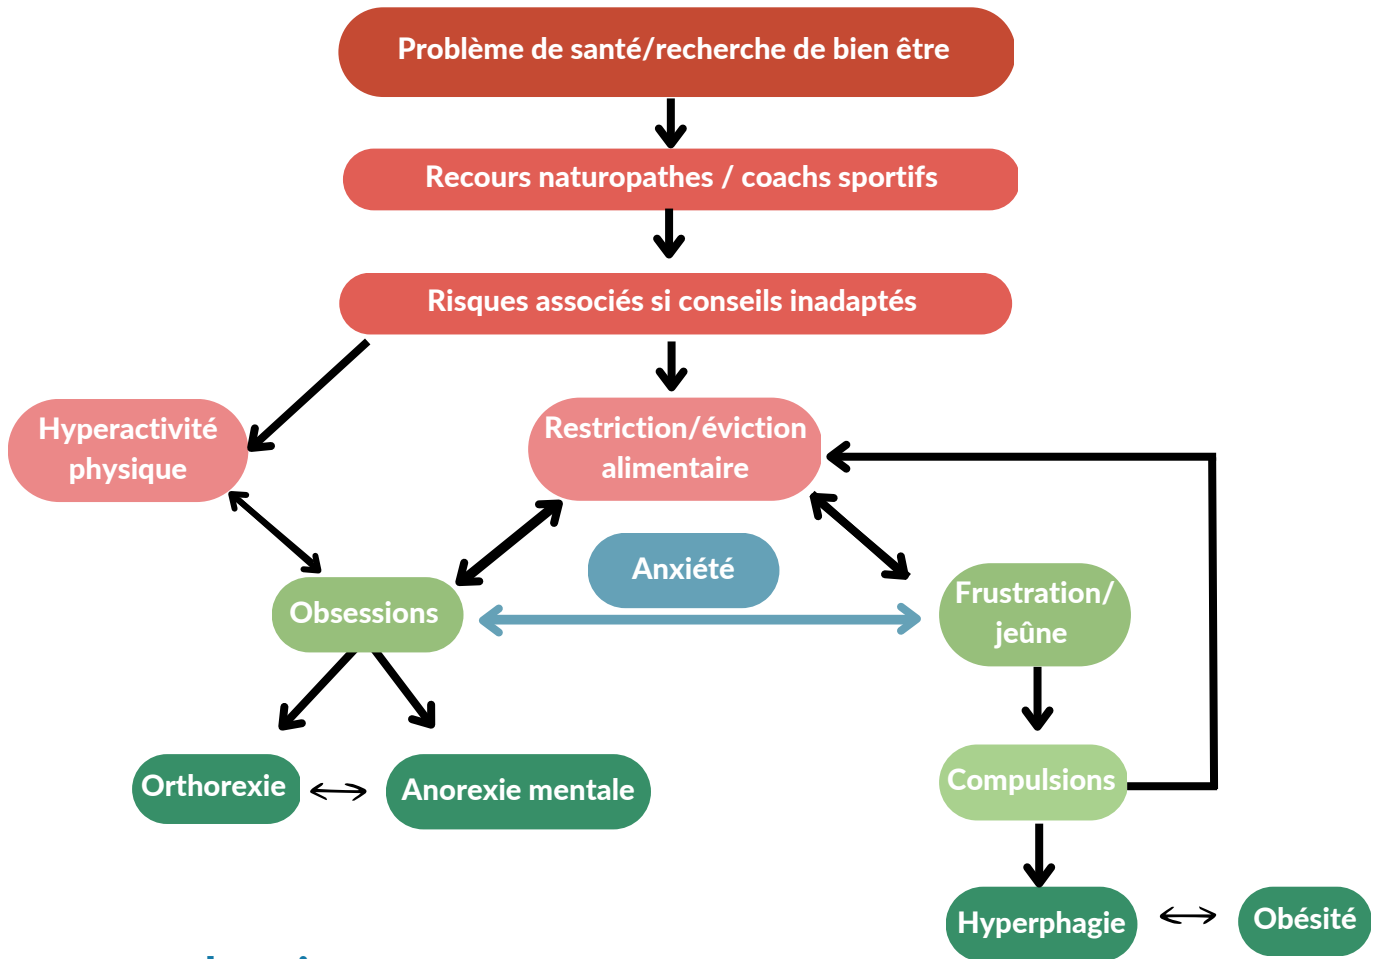 Problème de santé/recherche de bien être
Recours naturopathes / coachs sportifs
Risques associés si conseils inadaptés
Hyperactivité
physique
Restriction/éviction
alimentaire
Anxiété
Obsessions
Frustration/
jeûne
Orthorexie
Anorexie mentale
Compulsions
Hyperphagie
Obésité